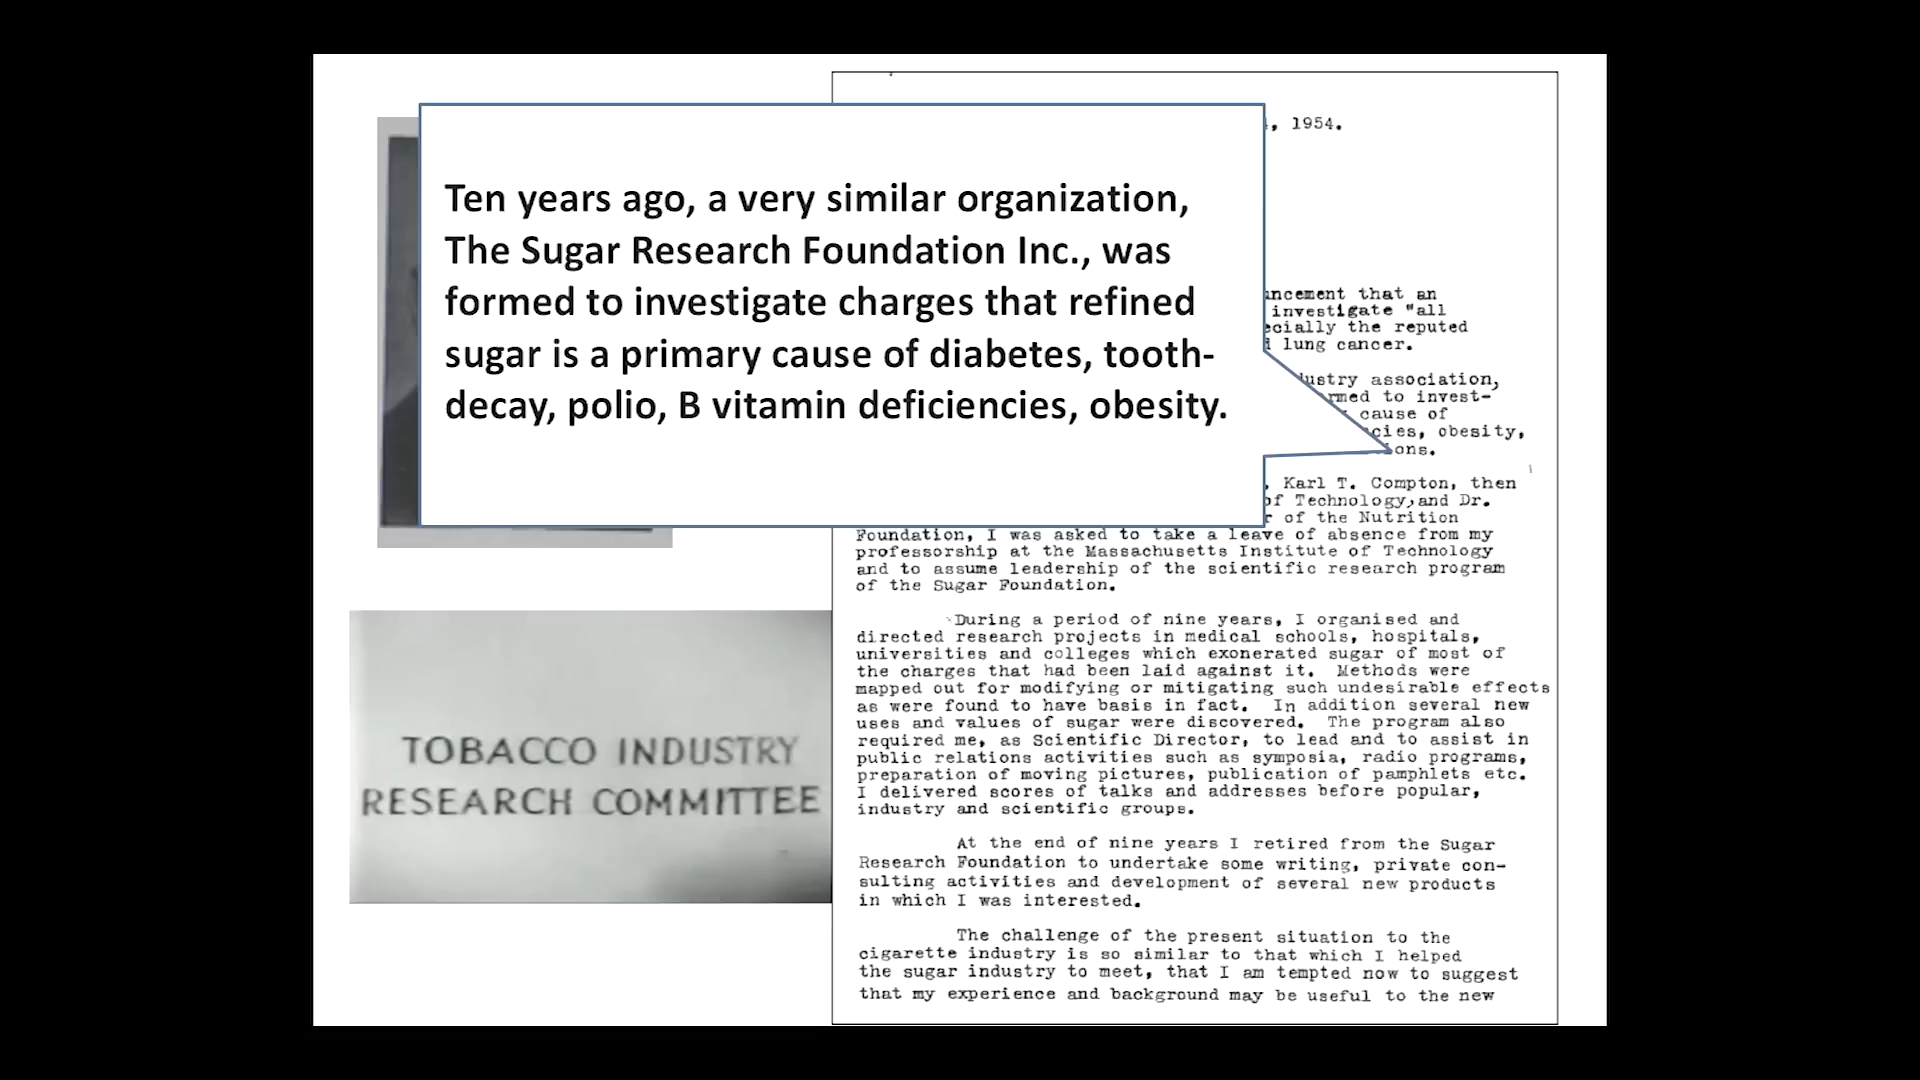 Ten years ago, a very similar organization,
The Sugar Research Foundation Inc., was
formed to investigate charges that refined
sugar is a primary cause of diabetes, tooth-
decay, polio, B vitamin deficiencies, obesity.
TOBACCO INDUSTRY
RESEARCH COMMITTEE
, 1954.
that an
investigate "all
the reputed
lung cancer.
association,
to invest-
cause of
obesity,
, Karl T. Compton, then
of Technology, and Dr.
of the Nutrition
Foundation, I was asked to take a leave of absence from my
professorship at the Massachusetts Institute of Technology
and to assume leadership of the scientific research program
of the Sugar Foundation.
During a period of nine years, I organised and
directed research projects in medical schools, hospitals,
universities and colleges which exonerated sugar of most of
the charges that had been laid against it. Methods were
mapped out for modifying or mitigating such undesirable effects
as were found to have basis in fact. In addition several new
uses and values of sugar were discovered. The program also
required me, as Scientific Director, to lead and to assist in
public relations activities such as symposia, radio programs,
preparation of moving pictures, publication of pamphlets etc.
I delivered scores of talks and addresses before popular,
industry and scientific groups.
At the end of nine years I retired from the Sugar
Research Foundation to undertake some writing, private con-
sulting activities and development of several new products
in which I was interested.
The challenge of the present situation to the
cigarette industry is so similar to that which I helped
the sugar industry to meet, that I am tempted now to suggest
that my experience and background may be useful to the new